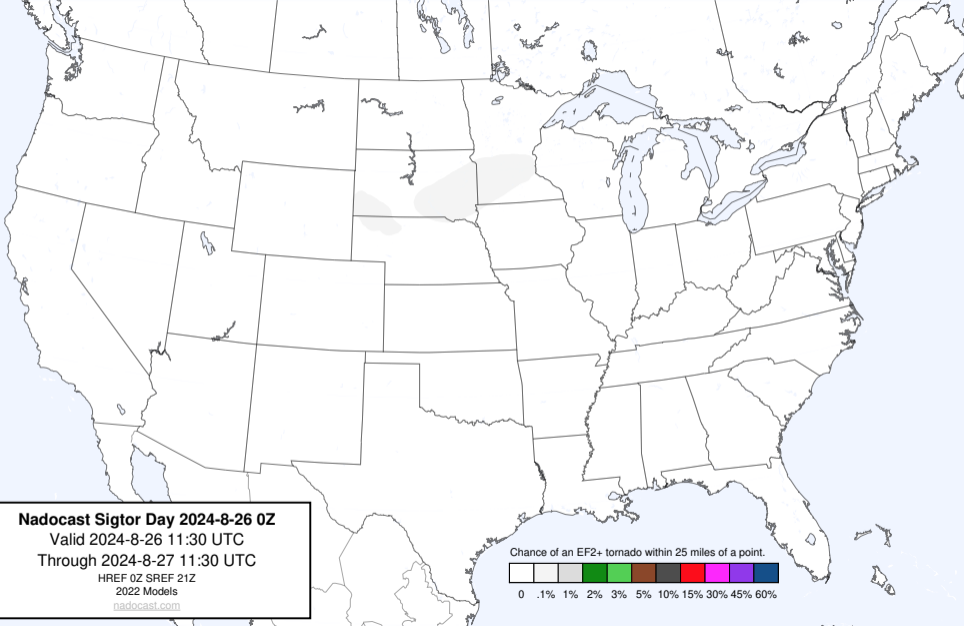 Nadocast Sigtor Day 2024-8-26 0Z
Valid 2024-8-26 11:30 UTC
Through 2024-8-27 11:30 UTC
HREF 0Z SREF 21Z
2022 Models
nadocast.com
Chance of an EF2+ tornado within 25 miles of a point.
0 .1% 1% 2% 3% 5% 10% 15% 30% 45% 60%